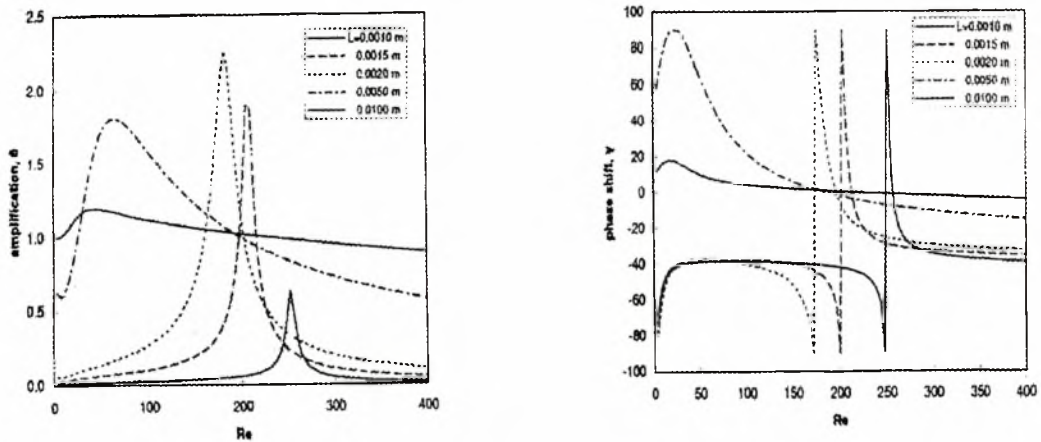 2.5
2.0
1.5
1.0
0.5
0.0
amplification, â
0
100
200
300
400
Re
L=0.0010 m
0.0015 m
0.0020 m
0.0050 m
0.0100 m
100
80
60
40
20
0
-20
-40
-60
-80
-100
phase shift, γ
0
50
100
150
200
250
300
350
400
Re
L=0.0010 m
0.0015 m
0.0020 m
0.0050 m
0.0100 m